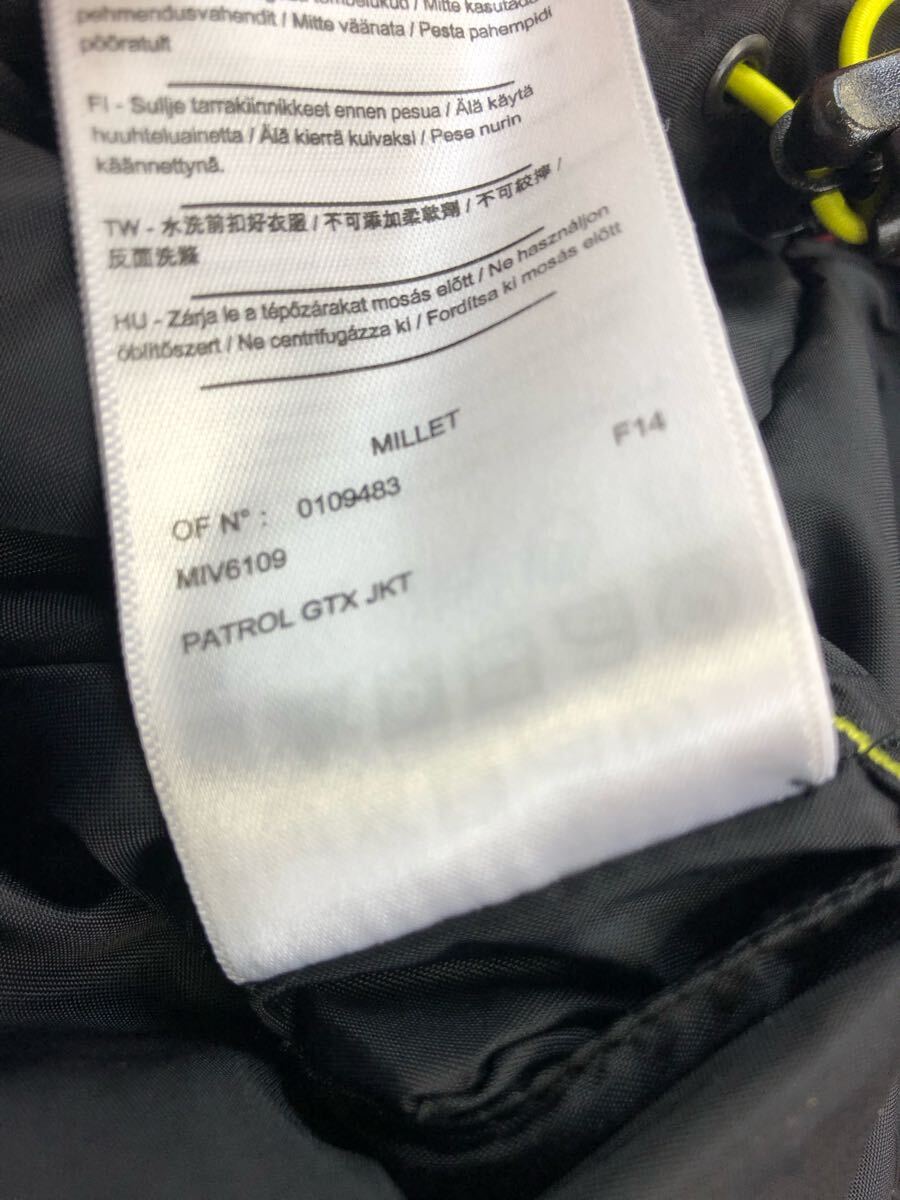 pehmendusvahendit / Mitte väänata / Pesta pahempidi
pööratult
FI - Sulje tarrakiinnikkeet ennen pesua / Älä käytä
huuhteluainetta / Älä kierrä kuivaksi / Pese nurin
käännettynä.
TW - 水洗前扣好衣服 / 不可添加柔軟劑 / 不可絞擰 /
反面洗滌
HU - Zárja le a tépőzárakat mosás előtt / Ne használjon
öblítőszert / Ne centrifugázza ki / Fordítsa ki mosás előtt
MILLET F14
OF N° : 0109483
MIV6109
PATROL GTX JKT